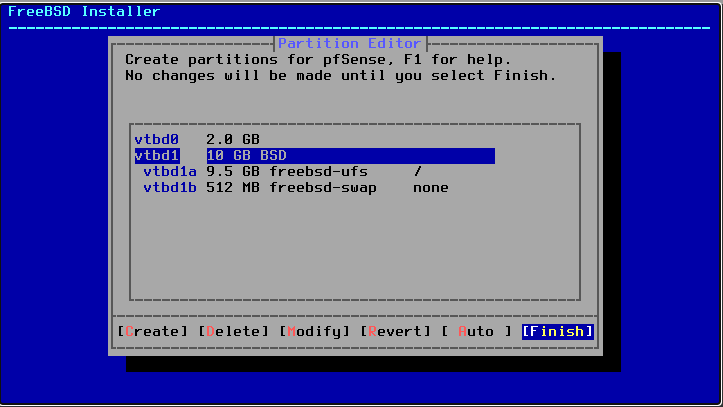 FreeBSD Installer
Partition Editor
Create partitions for pfSense, F1 for help.
No changes will be made until you select Finish.
vtbd0 2.0 GB
vtbd1 10 GB BSD
vtbd1a 9.5 GB freebsd-ufs /
vtbd1b 512 MB freebsd-swap none
[Create] [Delete] [Modify] [Revert] [ Auto ] [Finish]